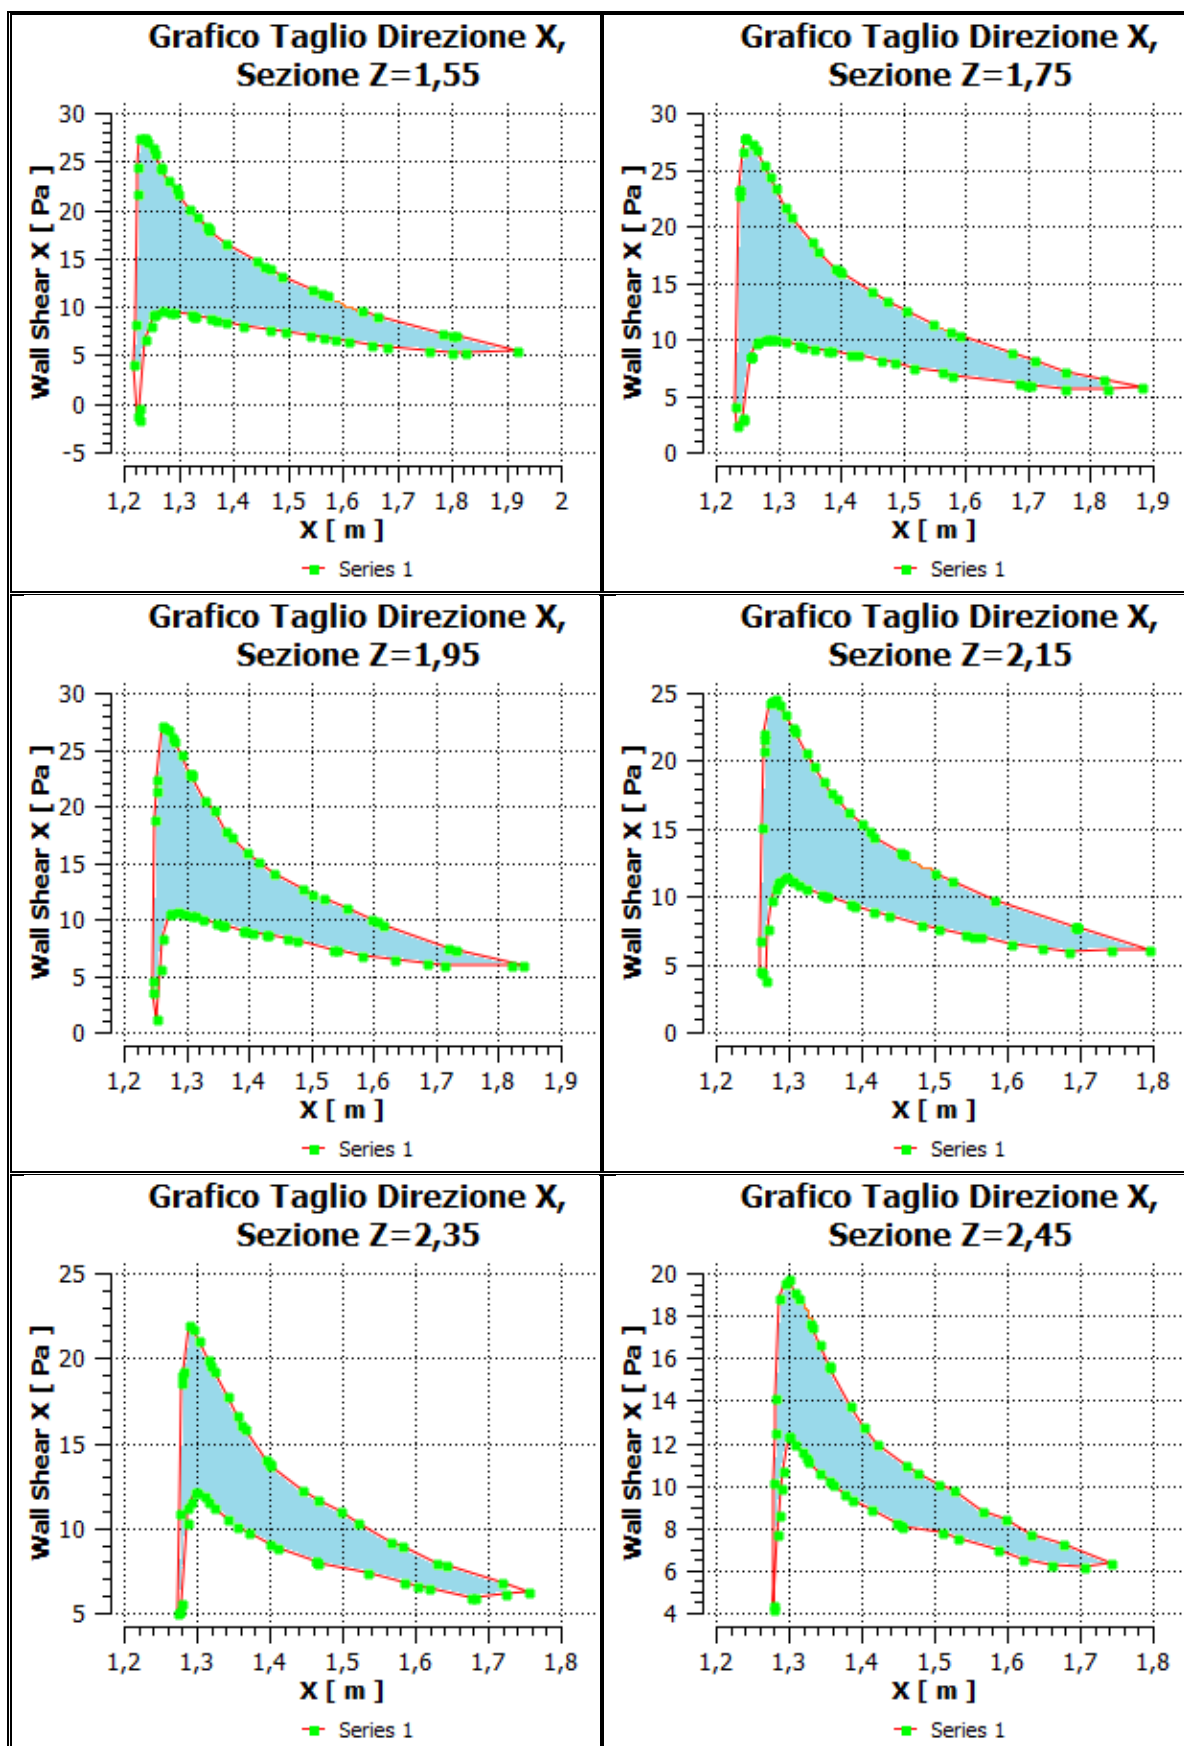 Grafico Taglio Direzione X,
Sezione Z=1,55
30
25
20
15
10
5
0
-5
Wall Shear X [ Pa ]
1,2 1,3 1,4 1,5 1,6 1,7 1,8 1,9 2
X [ m ]
Series 1
Grafico Taglio Direzione X,
Sezione Z=1,75
30
25
20
15
10
5
0
Wall Shear X [ Pa ]
1,2 1,3 1,4 1,5 1,6 1,7 1,8 1,9
X [ m ]
Series 1
Grafico Taglio Direzione X,
Sezione Z=1,95
30
25
20
15
10
5
0
Wall Shear X [ Pa ]
1,2 1,3 1,4 1,5 1,6 1,7 1,8 1,9
X [ m ]
Series 1
Grafico Taglio Direzione X,
Sezione Z=2,15
25
20
15
10
5
0
Wall Shear X [ Pa ]
1,2 1,3 1,4 1,5 1,6 1,7 1,8
X [ m ]
Series 1
Grafico Taglio Direzione X,
Sezione Z=2,35
25
20
15
10
5
Wall Shear X [ Pa ]
1,2 1,3 1,4 1,5 1,6 1,7 1,8
X [ m ]
Series 1
Grafico Taglio Direzione X,
Sezione Z=2,45
20
18
16
14
12
10
8
6
4
Wall Shear X [ Pa ]
1,2 1,3 1,4 1,5 1,6 1,7 1,8
X [ m ]
Series 1